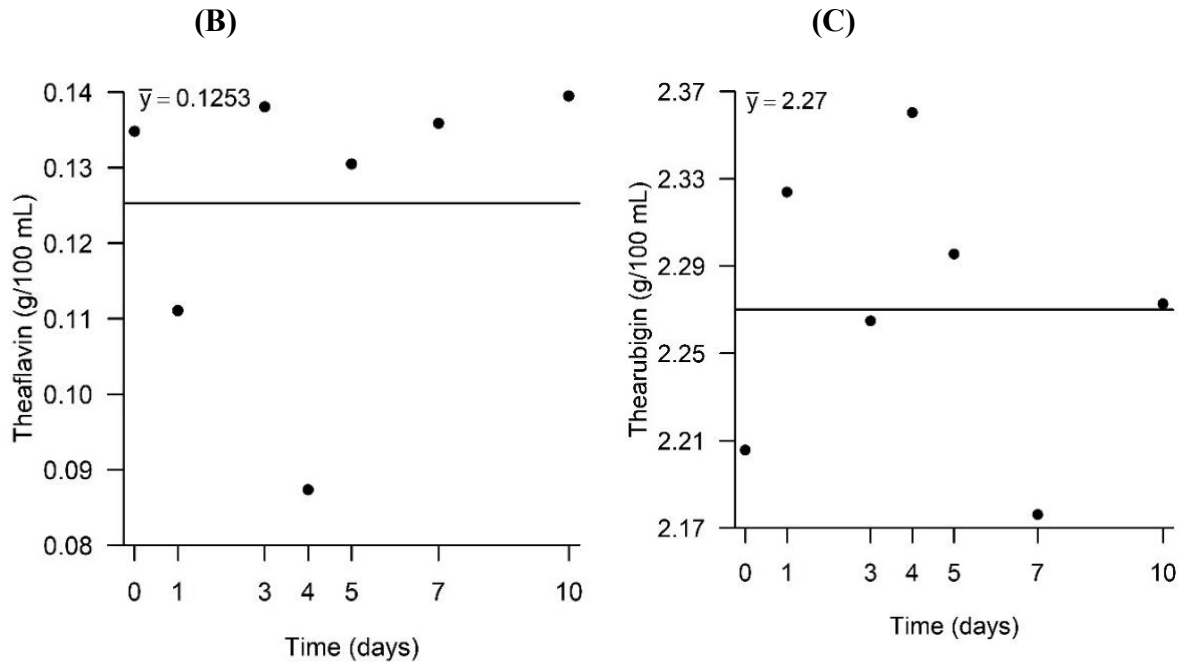 (B)
(C)
Theaflavin (g/100 mL)
0.14
0.13
0.12
0.11
0.10
0.09
0.08
y̅ = 0.1253
0 1 3 4 5 7 10
Time (days)
Thearubigin (g/100 mL)
2.37
2.33
2.29
2.25
2.21
2.17
y̅ = 2.27
0 1 3 4 5 7 10
Time (days)